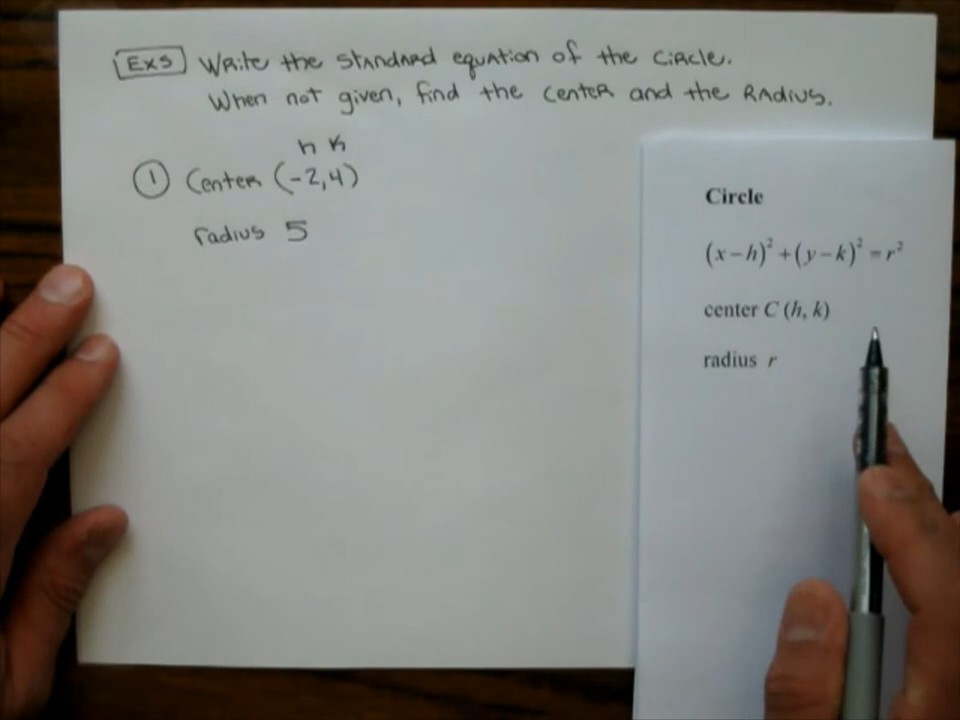 Exs Write the standard equation of the circle.
When not given, find the center and the radius.
h k
① Center (-2,4)
radius 5
Circle
(x-h)² + (y-k)² = r²
center C (h, k)
radius r